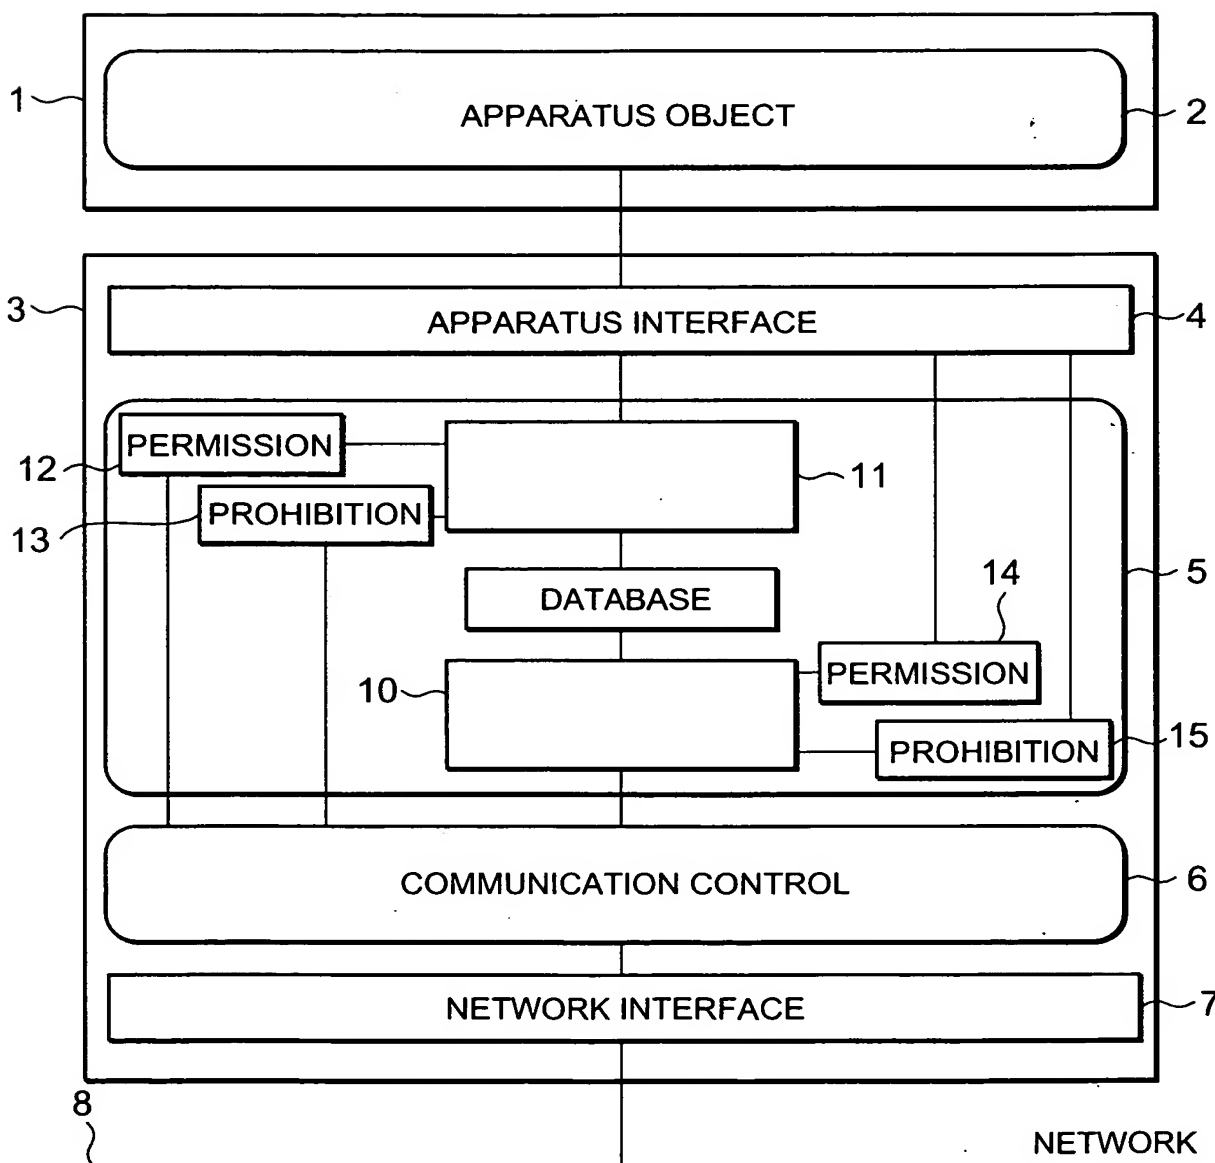 1
APPARATUS OBJECT
2
3
APPARATUS INTERFACE
4
PERMISSION
12
11
PROHIBITION
13
14
5
DATABASE
PERMISSION
10
PROHIBITION
15
COMMUNICATION CONTROL
6
NETWORK INTERFACE
7
8
NETWORK